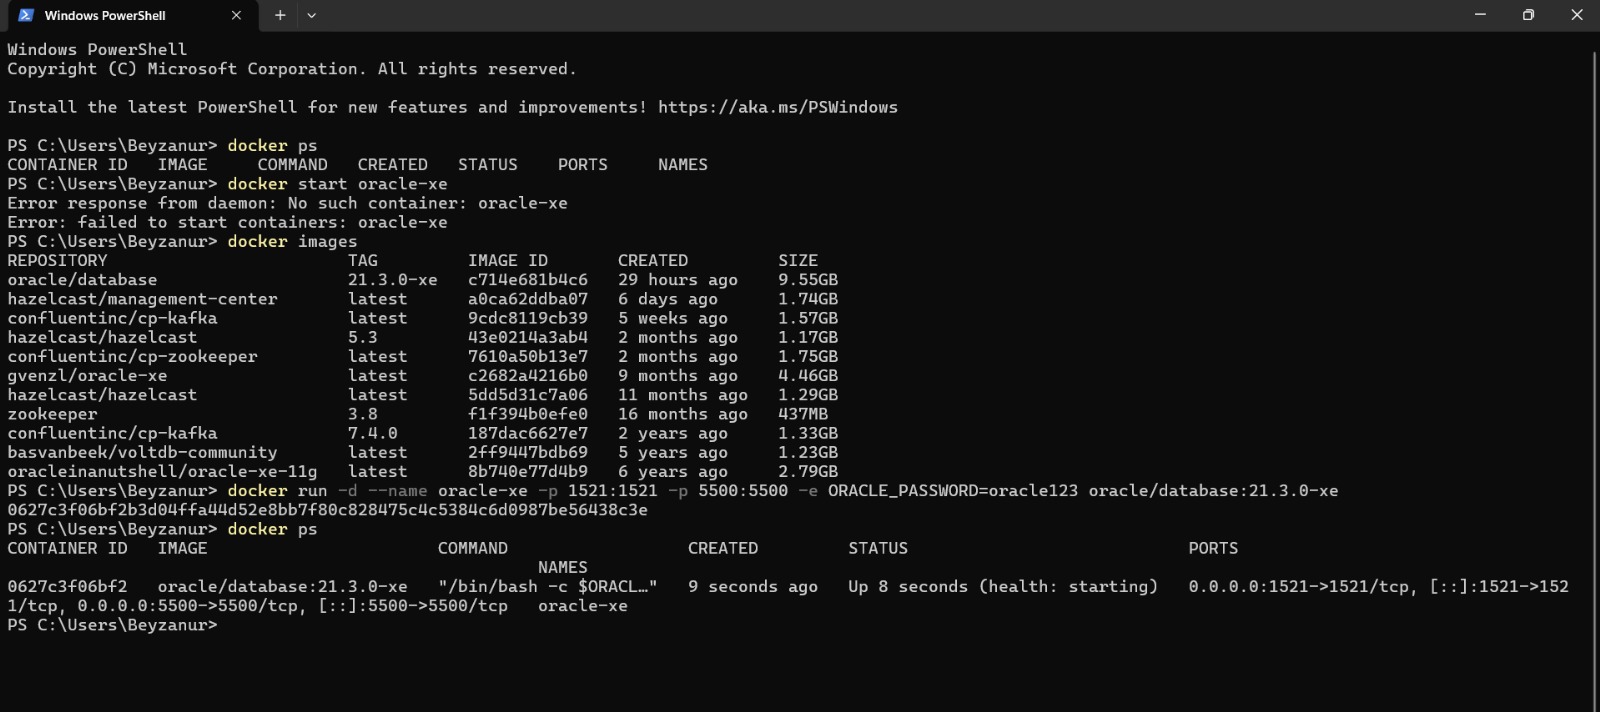 Windows PowerShell
Windows PowerShell
Copyright (C) Microsoft Corporation. All rights reserved.
Install the latest PowerShell for new features and improvements! https://aka.ms/PSWindows
PS C:\Users\Beyzanur> docker ps
CONTAINER ID   IMAGE     COMMAND   CREATED   STATUS    PORTS     NAMES
PS C:\Users\Beyzanur> docker start oracle-xe
Error response from daemon: No such container: oracle-xe
Error: failed to start containers: oracle-xe
PS C:\Users\Beyzanur> docker images
REPOSITORY                        TAG         IMAGE ID       CREATED         SIZE
oracle/database                   21.3.0-xe   c714e681b4c6   29 hours ago    9.55GB
hazelcast/management-center       latest      a0ca62ddba07   6 days ago      1.74GB
confluentinc/cp-kafka             latest      9cdc8119cb39   5 weeks ago     1.57GB
hazelcast/hazelcast               5.3         43e0214a3ab4   2 months ago    1.17GB
confluentinc/cp-zookeeper         latest      7610a50b13e7   2 months ago    1.75GB
gvenzl/oracle-xe                  latest      c2682a4216b0   9 months ago    4.46GB
hazelcast/hazelcast               latest      5dd5d31c7a06   11 months ago   1.29GB
zookeeper                         3.8         f1f394b0efe0   16 months ago   437MB
confluentinc/cp-kafka             7.4.0       187dac6627e7   2 years ago     1.33GB
basvanbeek/voltdb-community       latest      2ff9447bdb69   5 years ago     1.23GB
oracleinanutshell/oracle-xe-11g   latest      8b740e77d4b9   6 years ago     2.79GB
PS C:\Users\Beyzanur> docker run -d --name oracle-xe -p 1521:1521 -p 5500:5500 -e ORACLE_PASSWORD=oracle123 oracle/database:21.3.0-xe
0627c3f06bf2b3d04ffa44d52e8bb7f80c828475c4c5384c6d0987be56438c3e
PS C:\Users\Beyzanur> docker ps
CONTAINER ID   IMAGE                       COMMAND                  CREATED         STATUS                            PORTS
NAMES
0627c3f06bf2   oracle/database:21.3.0-xe   "/bin/bash -c $ORACL…"   9 seconds ago   Up 8 seconds (health: starting)   0.0.0.0:1521->1521/tcp, [::]:1521->152
1/tcp, 0.0.0.0:5500->5500/tcp, [::]:5500->5500/tcp   oracle-xe
PS C:\Users\Beyzanur>